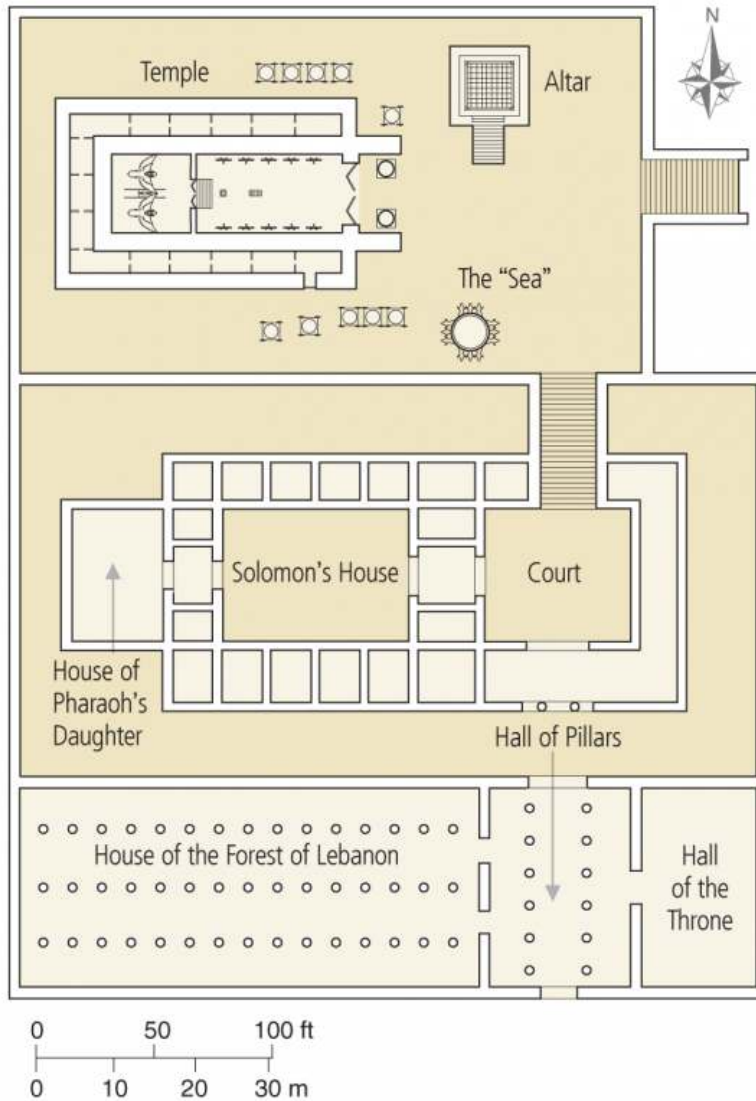 N
Temple
Altar
The “Sea”
Solomon’s House
Court
House of
Pharaoh’s
Daughter
Hall of Pillars
House of the Forest of Lebanon
Hall
of the
Throne
0 50 100 ft
0 10 20 30 m